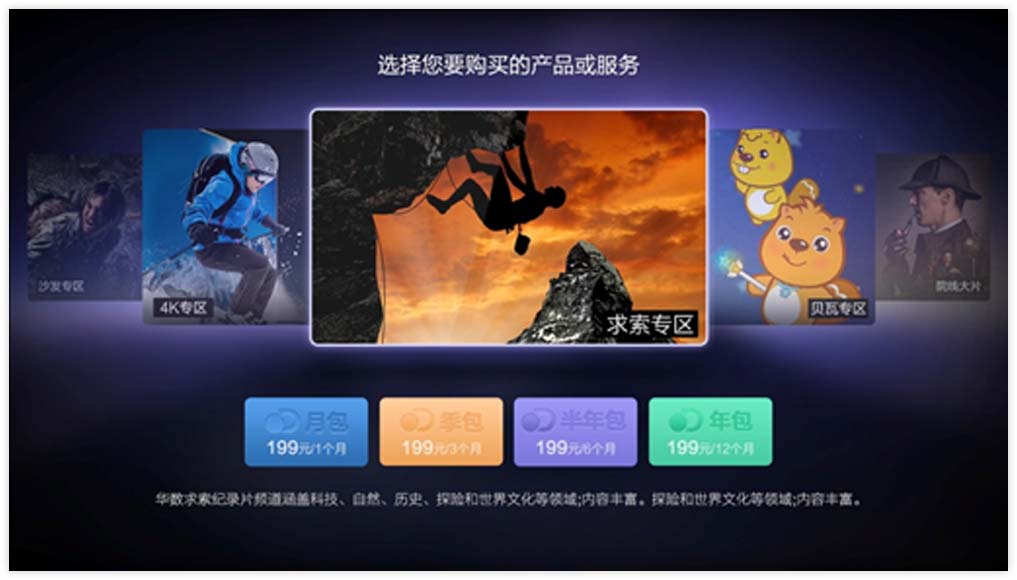 选择您要购买的产品或服务
沙发专区
4K专区
求索专区
贝瓦专区
院线大片
月包
季包
半年包
年包
199元/1个月
199元/3个月
199元/6个月
199元/12个月
华数求索纪录片频道涵盖科技、自然、历史、探险和世界文化等领域;内容丰富。探险和世界文化等领域;内容丰富。